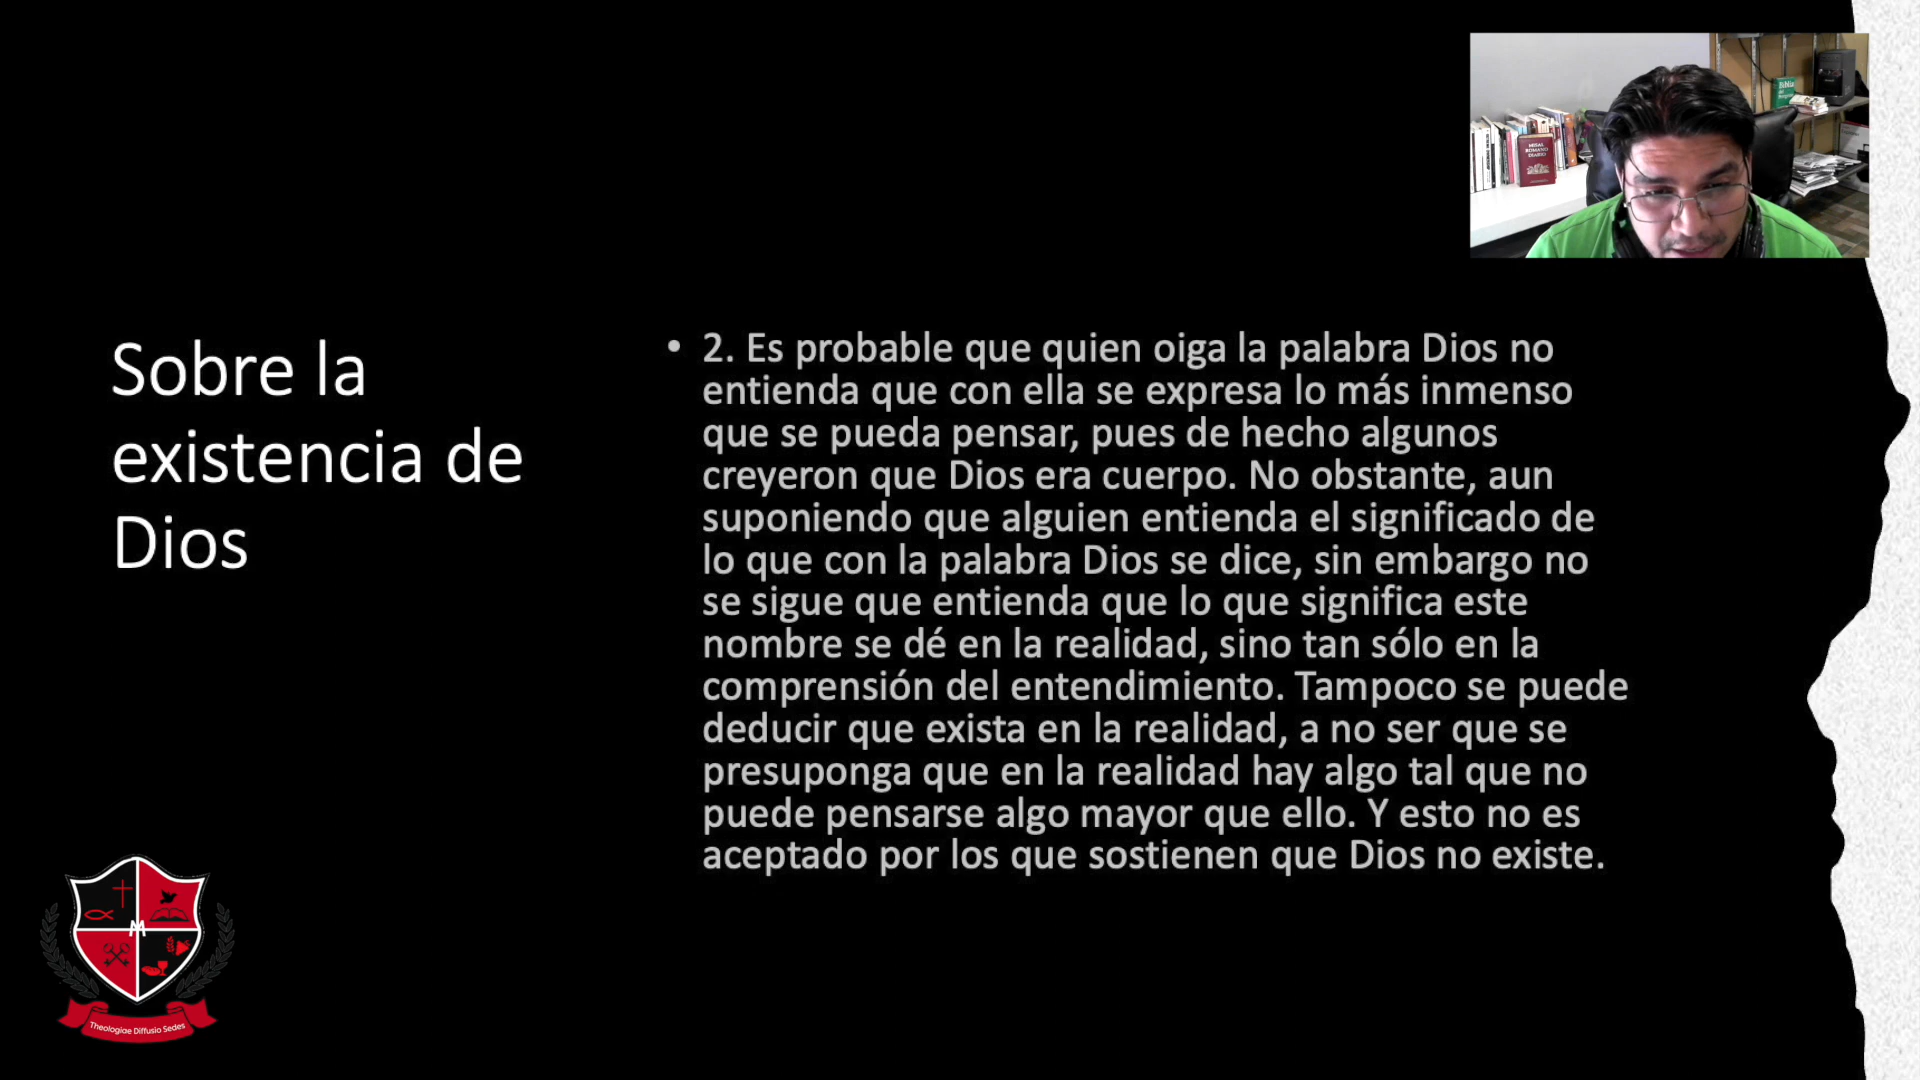 Sobre la
existencia de
Dios
• 2. Es probable que quien oiga la palabra Dios no
entienda que con ella se expresa lo más inmenso
que se pueda pensar, pues de hecho algunos
creyeron que Dios era cuerpo. No obstante, aun
suponiendo que alguien entienda el significado de
lo que con la palabra Dios se dice, sin embargo no
se sigue que entienda que lo que significa este
nombre se dé en la realidad, sino tan sólo en la
comprensión del entendimiento. Tampoco se puede
deducir que exista en la realidad, a no ser que se
presuponga que en la realidad hay algo tal que no
puede pensarse algo mayor que ello. Y esto no es
aceptado por los que sostienen que Dios no existe.
MISAL
ROMANO
DIARIO
Biblia
Theologiae Diffusio Sedes